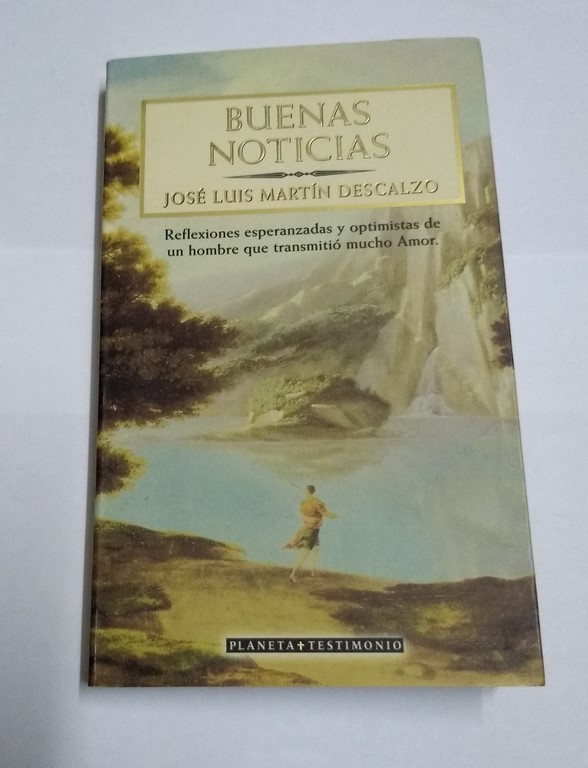 BUENAS
NOTICIAS
JOSÉ LUIS MARTÍN DESCALZO
Reflexiones esperanzadas y optimistas de
un hombre que transmitió mucho Amor.
PLANETA✝TESTIMONIO